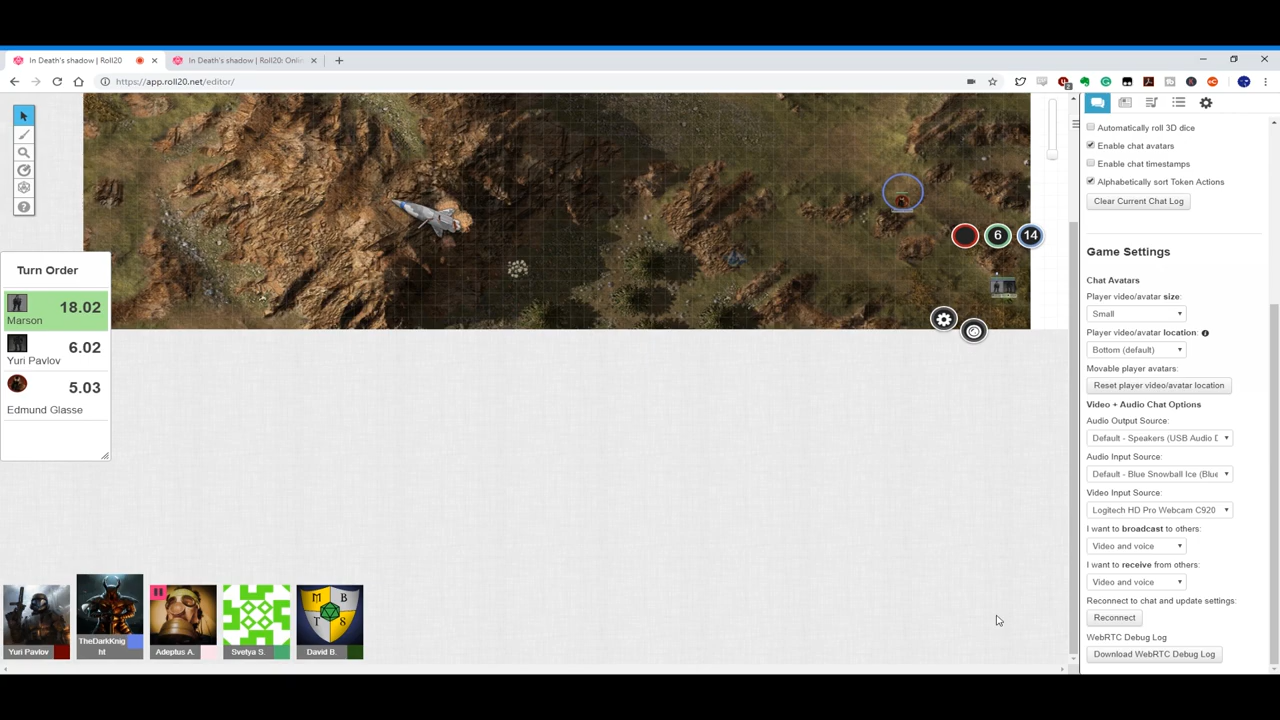 In Death's shadow | Roll20
In Death's shadow | Roll20: Onlin
https://app.roll20.net/editor/
2
Automatically roll 3D dice
Enable chat avatars
Enable chat timestamps
Alphabetically sort Token Actions
Clear Current Chat Log
6
14
Turn Order
18.02
Marson
6.02
Yuri Pavlov
5.03
Edmund Glasse
Game Settings
Chat Avatars
Player video/avatar size:
Small
Player video/avatar location:
Bottom (default)
Movable player avatars:
Reset player video/avatar location
Video + Audio Chat Options
Audio Output Source:
Default - Speakers (USB Audio D
Audio Input Source:
Default - Blue Snowball Ice (Blue
Video Input Source:
Logitech HD Pro Webcam C920
I want to broadcast to others:
Video and voice
I want to receive from others:
Video and voice
Reconnect to chat and update settings:
Reconnect
WebRTC Debug Log
Download WebRTC Debug Log
Yuri Pavlov
TheDarkKnig
ht
Adeptus A.
Svetya S.
M B
T S
David B.